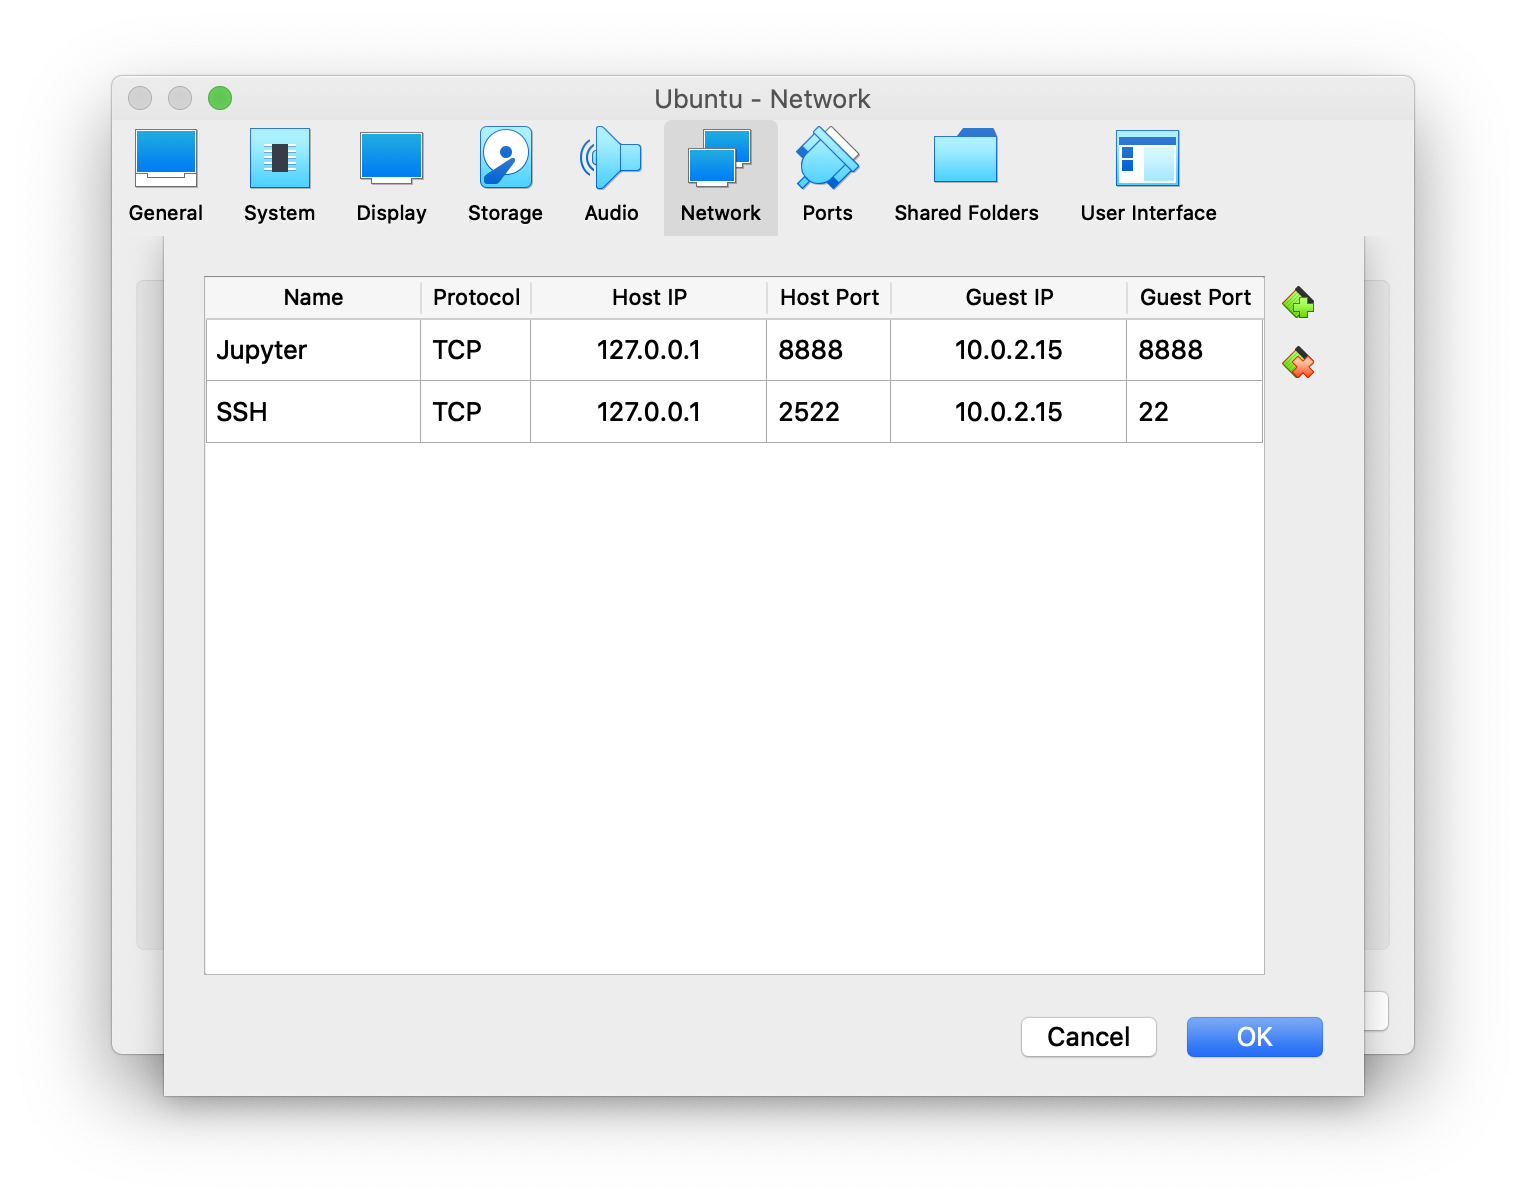 Ubuntu - Network
General System Display Storage Audio Network Ports Shared Folders User Interface
Name Protocol Host IP Host Port Guest IP Guest Port
Jupyter TCP 127.0.0.1 8888 10.0.2.15 8888
SSH TCP 127.0.0.1 2522 10.0.2.15 22
Cancel OK